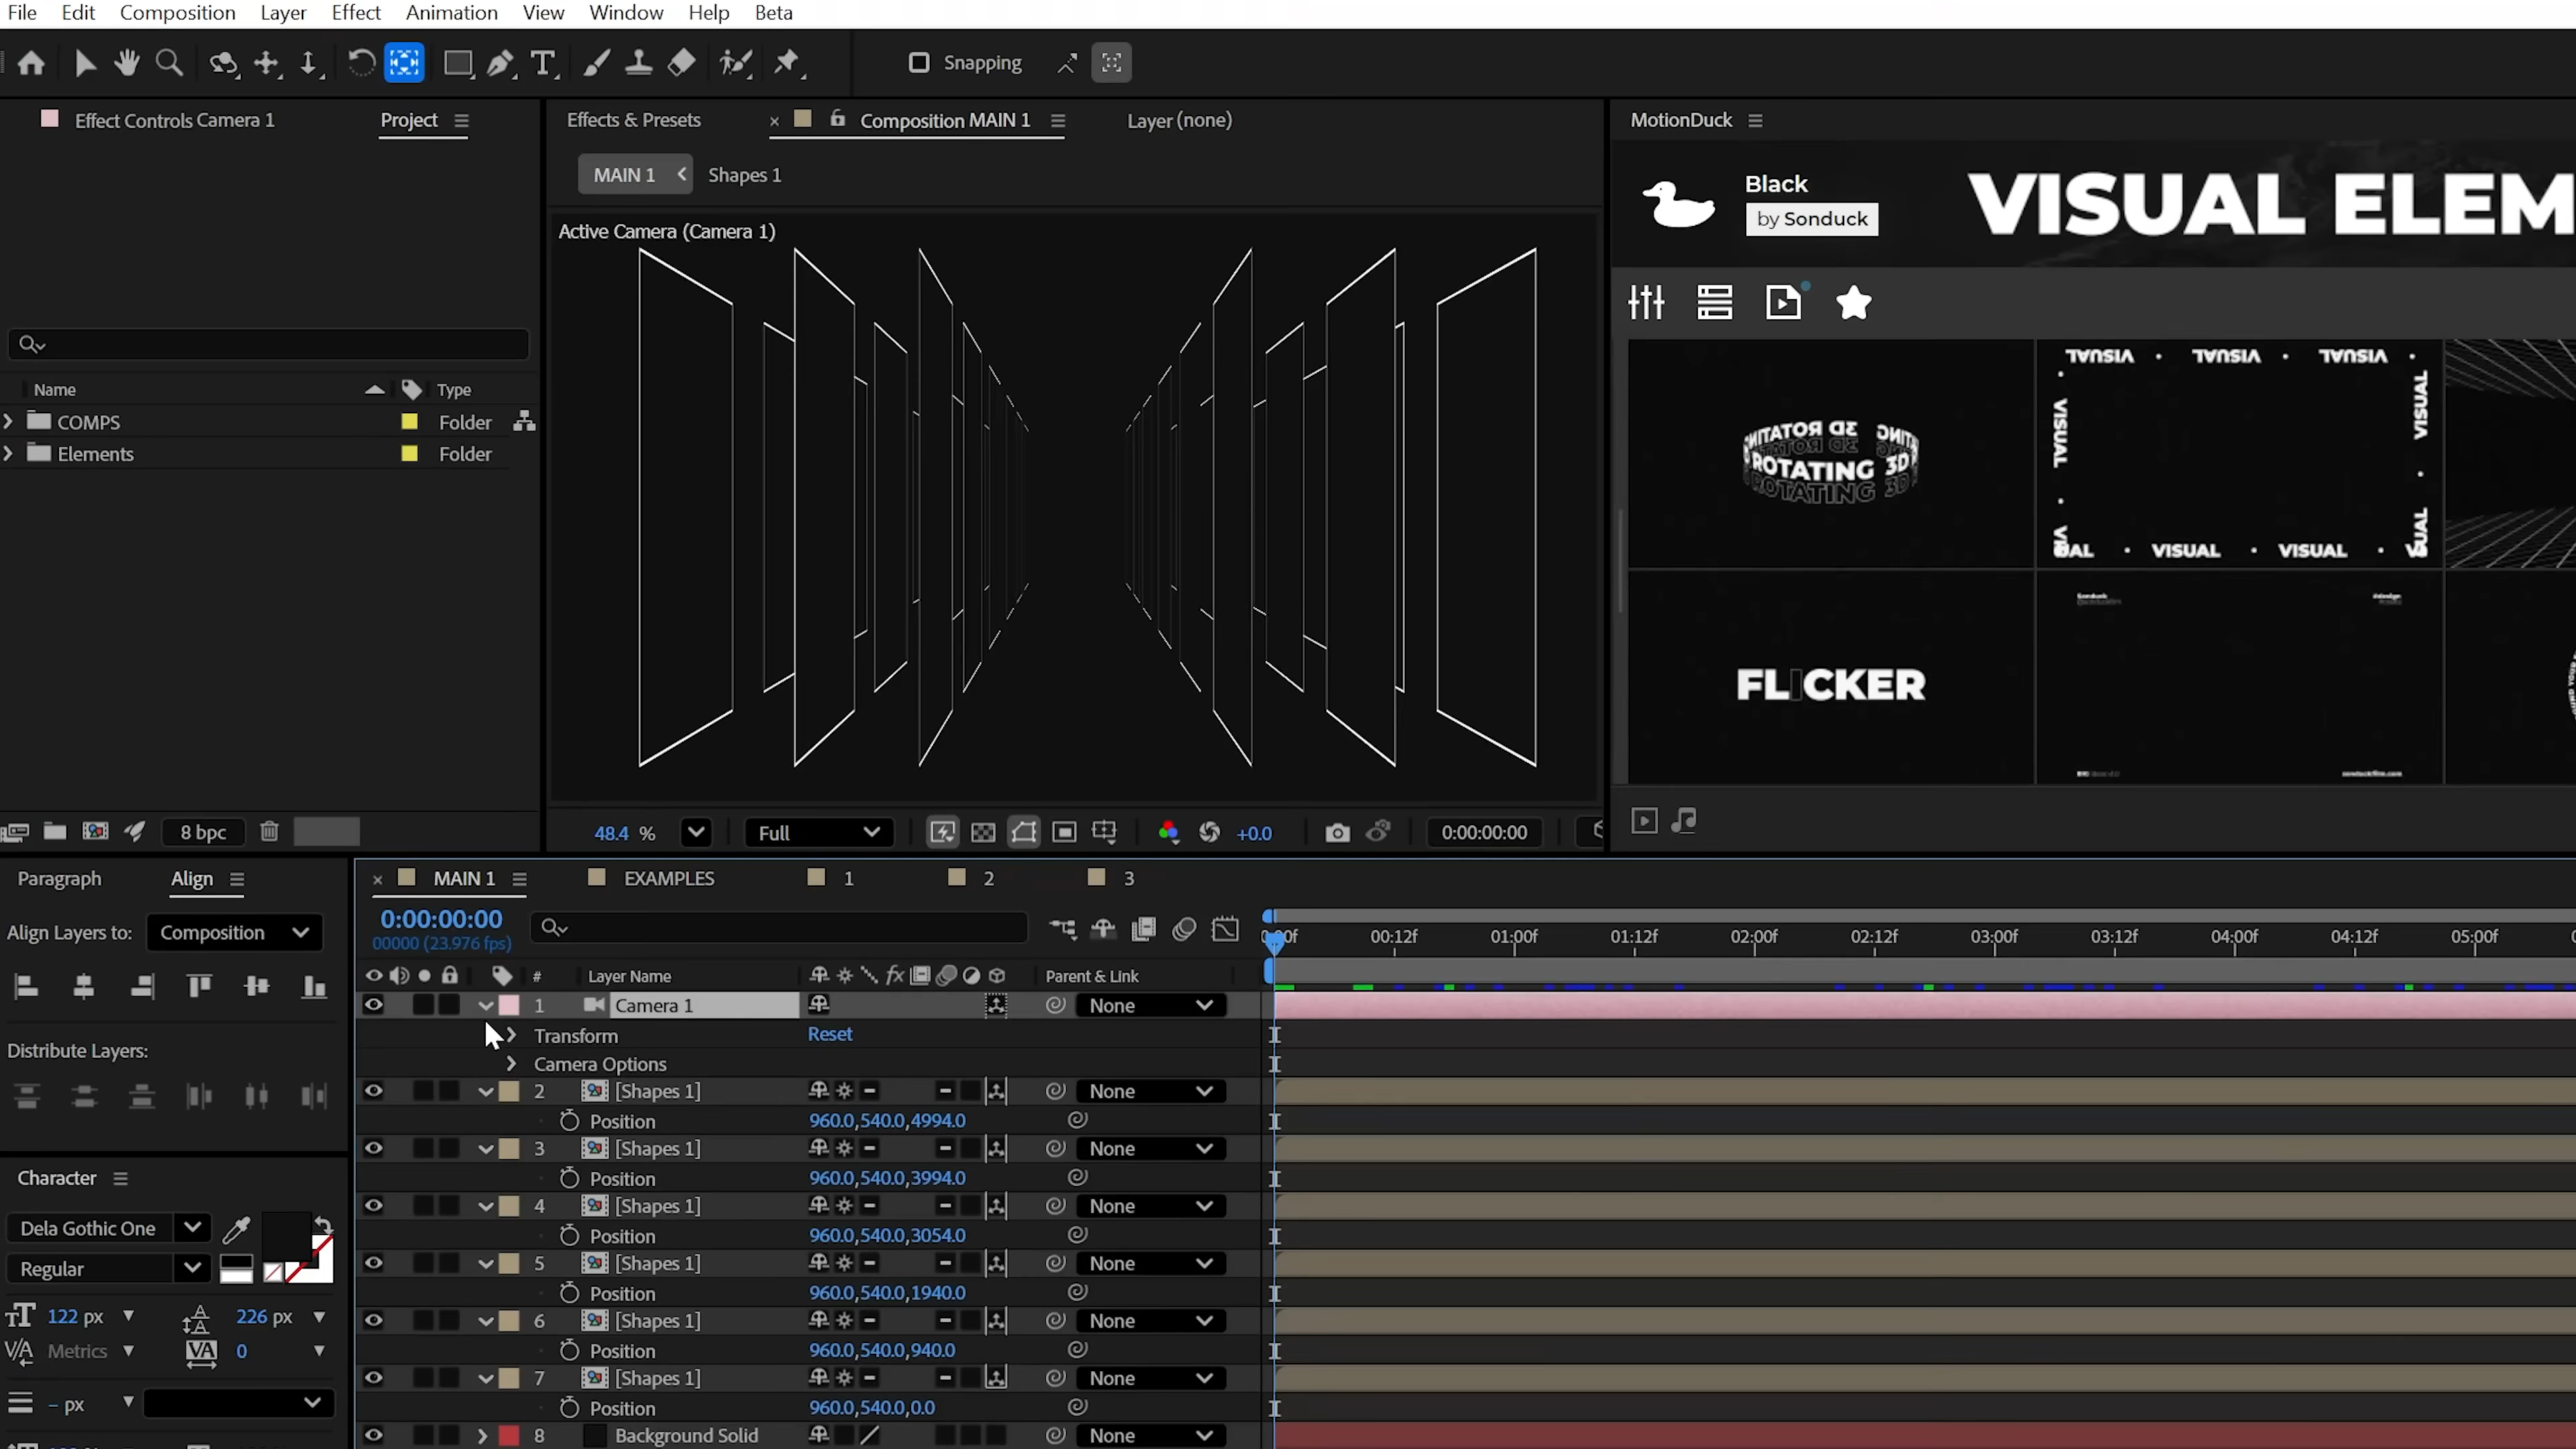 File Edit Composition Layer Effect Animation View Window Help Beta
Snapping
Effect Controls Camera 1
Project
Name Type
COMPS Folder
Elements Folder
8 bpc
Effects & Presets
Composition MAIN 1
Layer (none)
MAIN 1
Shapes 1
Active Camera (Camera 1)
48.4 %
Full
+0.0
0:00:00:00
MotionDuck
Black
by Sonduck
VISUAL ELEM
ROTATING 3D
VISUAL · VISUAL · VISUAL
VISUAL
VISUAL
VISUAL · VISUAL
FLICKER
Paragraph
Align
Align Layers to: Composition
Distribute Layers:
Character
Dela Gothic One
Regular
122 px
226 px
Metrics
0
- px
MAIN 1
EXAMPLES
1
2
3
0:00:00:00
00000 (23.976 fps)
00:12f 01:00f 01:12f 02:00f 02:12f 03:00f 03:12f 04:00f 04:12f 05:00f
# Layer Name fx Parent & Link
1 Camera 1 None
Transform Reset
Camera Options
2 [Shapes 1] None
Position 960.0,540.0,4994.0
3 [Shapes 1] None
Position 960.0,540.0,3994.0
4 [Shapes 1] None
Position 960.0,540.0,3054.0
5 [Shapes 1] None
Position 960.0,540.0,1940.0
6 [Shapes 1] None
Position 960.0,540.0,940.0
7 [Shapes 1] None
Position 960.0,540.0,0.0
8 Background Solid None